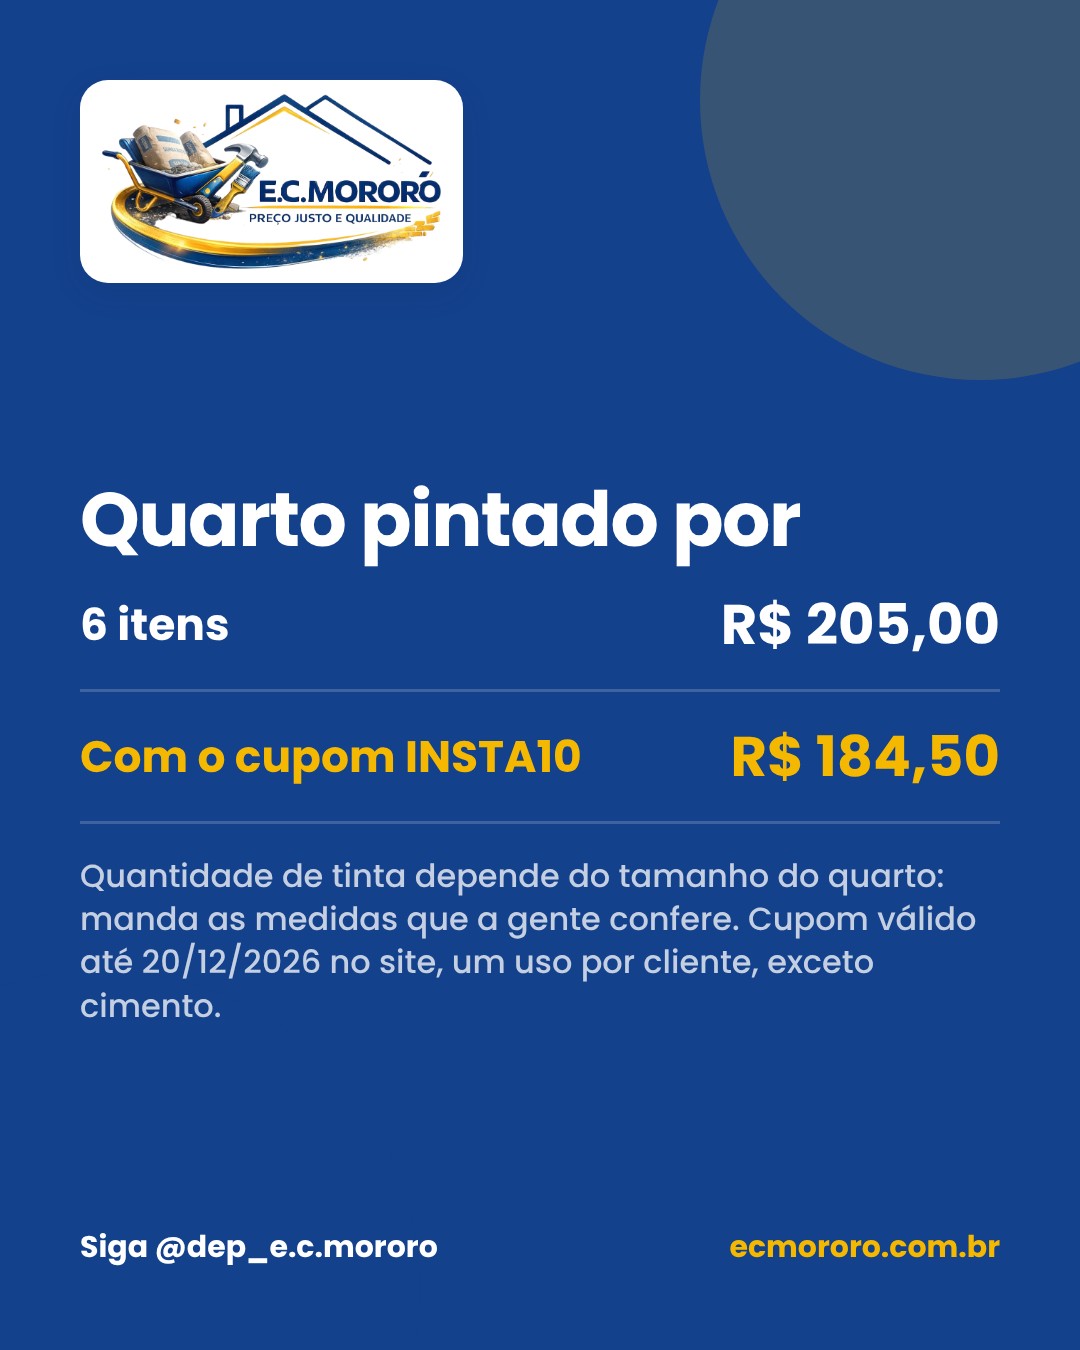 E.C.MORORÓ
PREÇO JUSTO E QUALIDADE
Quarto pintado por
6 itens R$ 205,00
Com o cupom INSTA10 R$ 184,50
Quantidade de tinta depende do tamanho do quarto:
manda as medidas que a gente confere. Cupom válido
até 20/12/2026 no site, um uso por cliente, exceto
cimento.
Siga @dep_e.c.mororo ecmororo.com.br